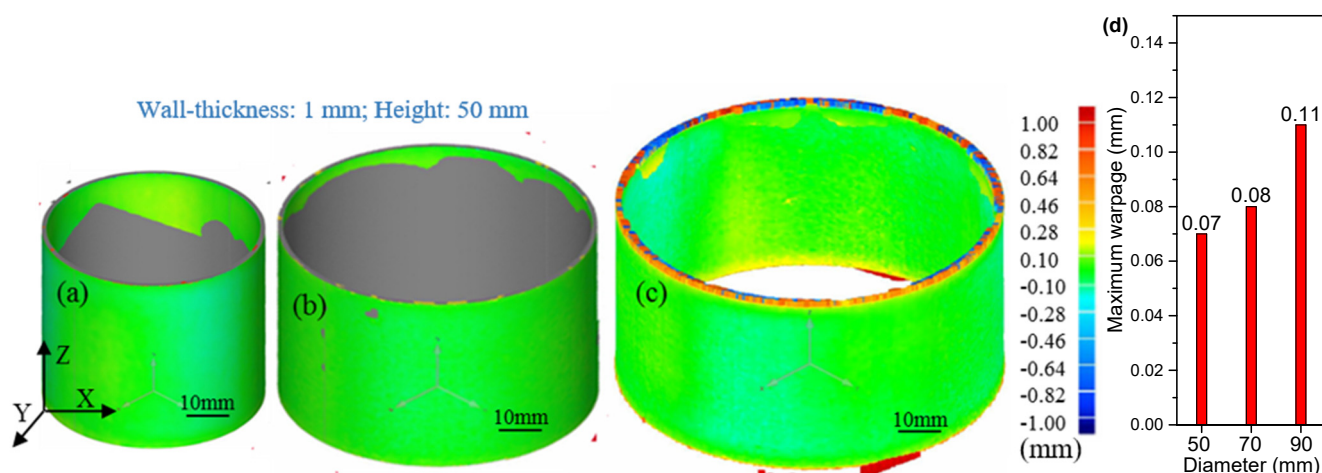 Wall-thickness: 1 mm; Height: 50 mm
(a)
Z
X
Y
10mm
(b)
10mm
(c)
10mm
1.00
0.82
0.64
0.46
0.28
0.10
-0.10
-0.28
-0.46
-0.64
-0.82
-1.00
(mm)
(d)
Maximum warpage (mm)
0.14
0.12
0.10
0.08
0.06
0.04
0.02
0.00
0.07
0.08
0.11
50
70
90
Diameter (mm)